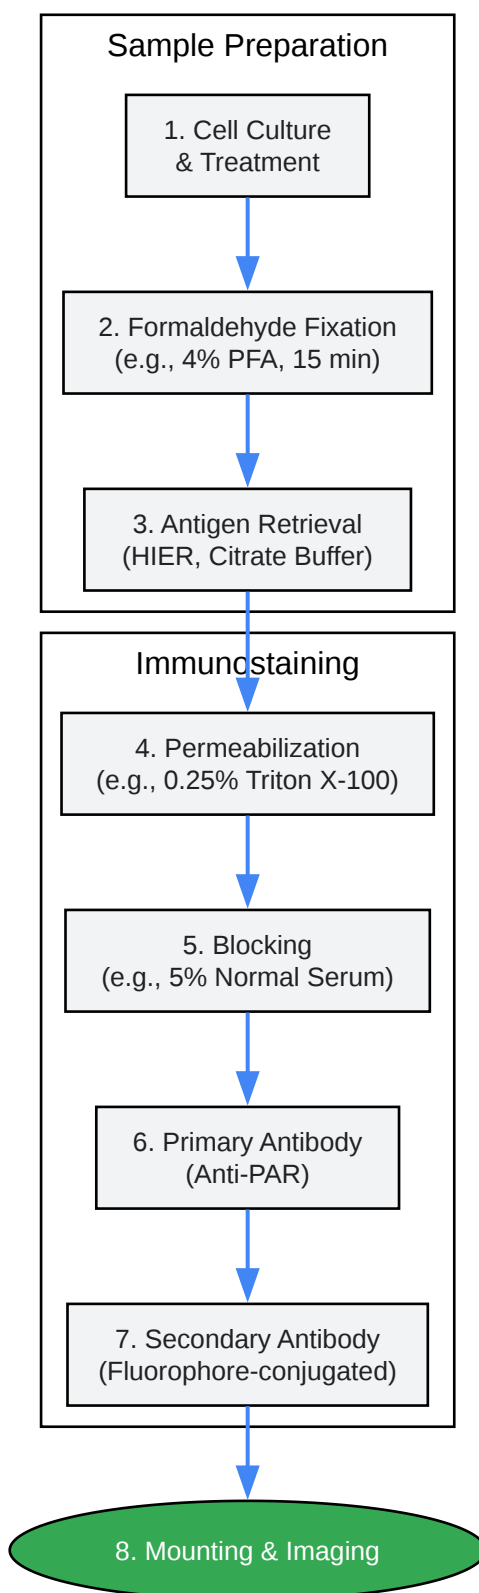 Sample Preparation
1. Cell Culture
& Treatment
2. Formaldehyde Fixation
(e.g., 4% PFA, 15 min)
3. Antigen Retrieval
(HIER, Citrate Buffer)
Immunostaining
4. Permeabilization
(e.g., 0.25% Triton X-100)
5. Blocking
(e.g., 5% Normal Serum)
6. Primary Antibody
(Anti-PAR)
7. Secondary Antibody
(Fluorophore-conjugated)
8. Mounting & Imaging